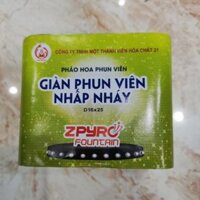 CÔNG TY TNHH MỘT THÀNH VIÊN HÓA CHẤT 21
PHÁO HOA PHUN VIÊN
GIÀN PHUN VIÊN
NHẤP NHÁY
D16x25
ZPYRO
FOUNTAIN